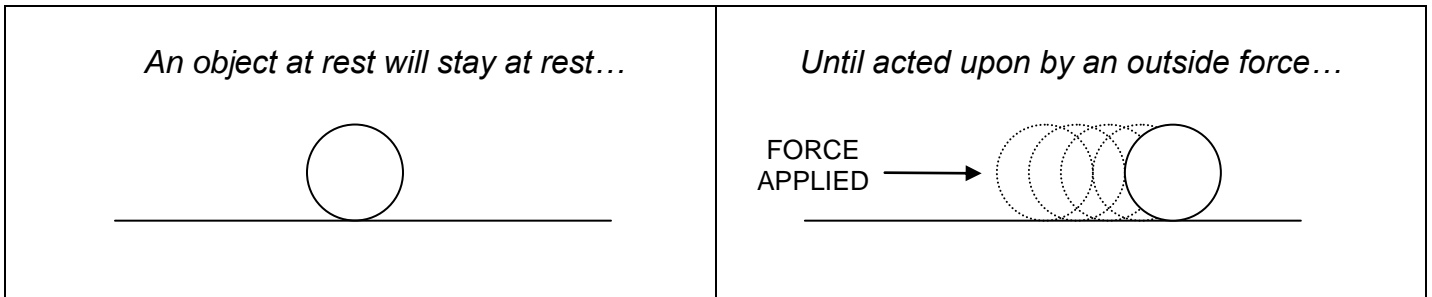 An object at rest will stay at rest…
Until acted upon by an outside force…
FORCE
APPLIED